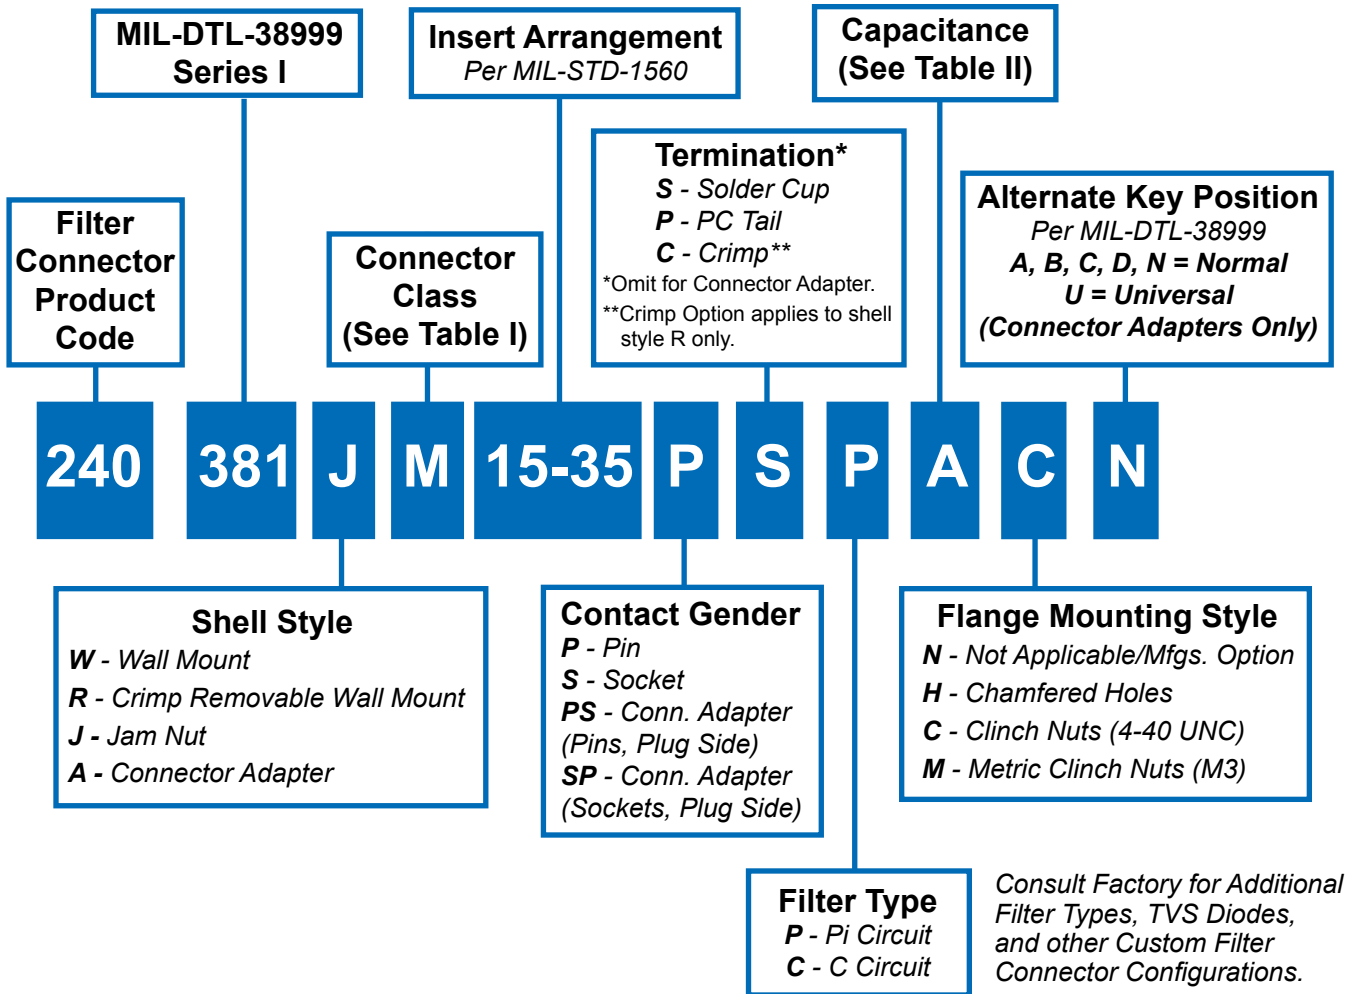 MIL-DTL-38999
Series I
Insert Arrangement
Per MIL-STD-1560
Capacitance
(See Table II)
Filter
Connector
Product
Code
Connector
Class
(See Table I)
Termination*
S - Solder Cup
P - PC Tail
C - Crimp**
*Omit for Connector Adapter.
**Crimp Option applies to shell
style R only.
Alternate Key Position
Per MIL-DTL-38999
A, B, C, D, N = Normal
U = Universal
(Connector Adapters Only)
240 381 J M 15-35 P S P A C N
Shell Style
W - Wall Mount
R - Crimp Removable Wall Mount
J - Jam Nut
A - Connector Adapter
Contact Gender
P - Pin
S - Socket
PS - Conn. Adapter
(Pins, Plug Side)
SP - Conn. Adapter
(Sockets, Plug Side)
Flange Mounting Style
N - Not Applicable/Mfgs. Option
H - Chamfered Holes
C - Clinch Nuts (4-40 UNC)
M - Metric Clinch Nuts (M3)
Filter Type
P - Pi Circuit
C - C Circuit
Consult Factory for Additional
Filter Types, TVS Diodes,
and other Custom Filter
Connector Configurations.